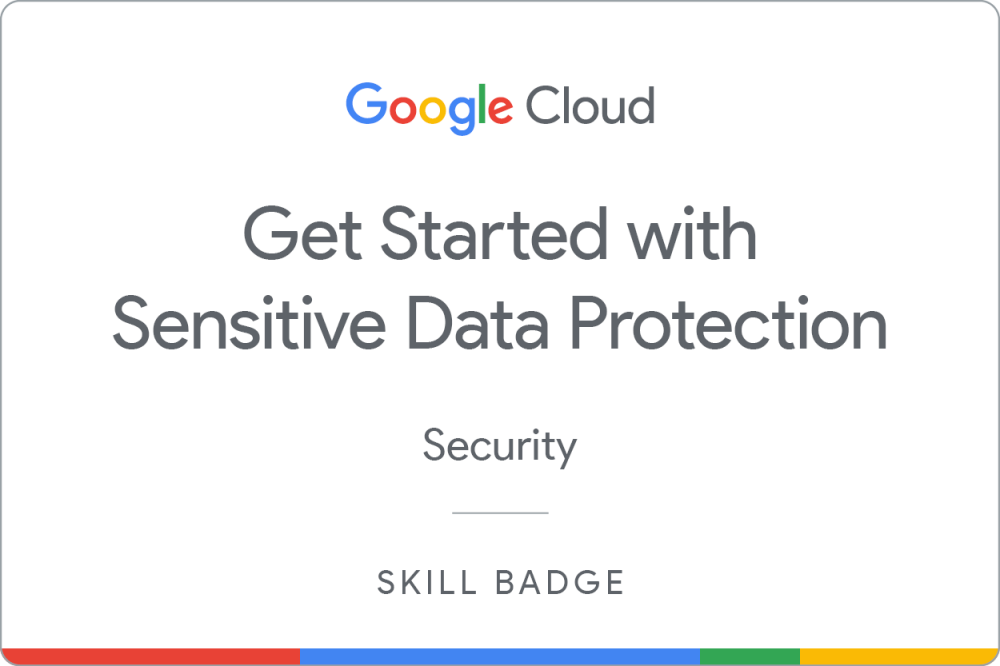 Google Cloud
Get Started with
Sensitive Data Protection
Security
SKILL BADGE